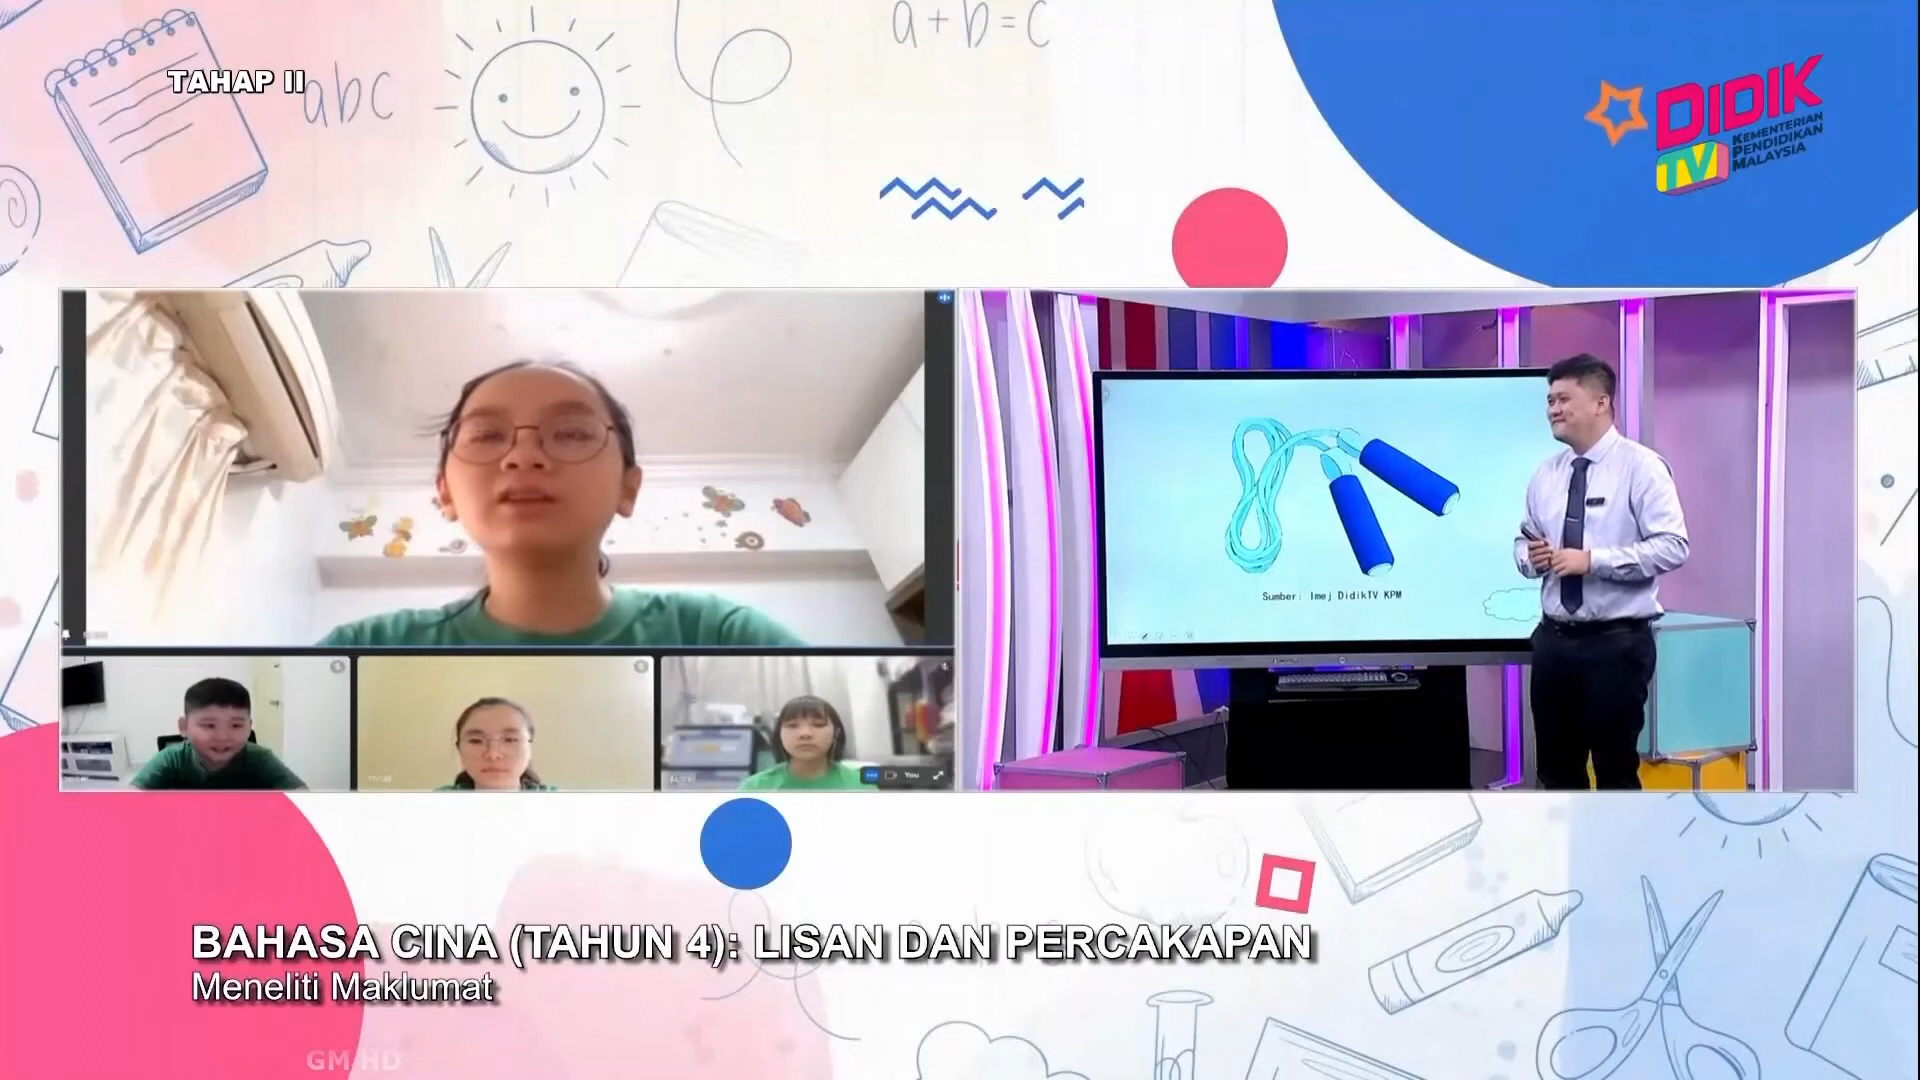 a+b=c
TAHAP II
abc
DIDIK
TV
KEMENTERIAN
PENDIDIKAN
MALAYSIA
Sumber: Imej DidikTV KPM
You
BAHASA CINA (TAHUN 4): LISAN DAN PERCAKAPAN
Meneliti Maklumat
GM HD